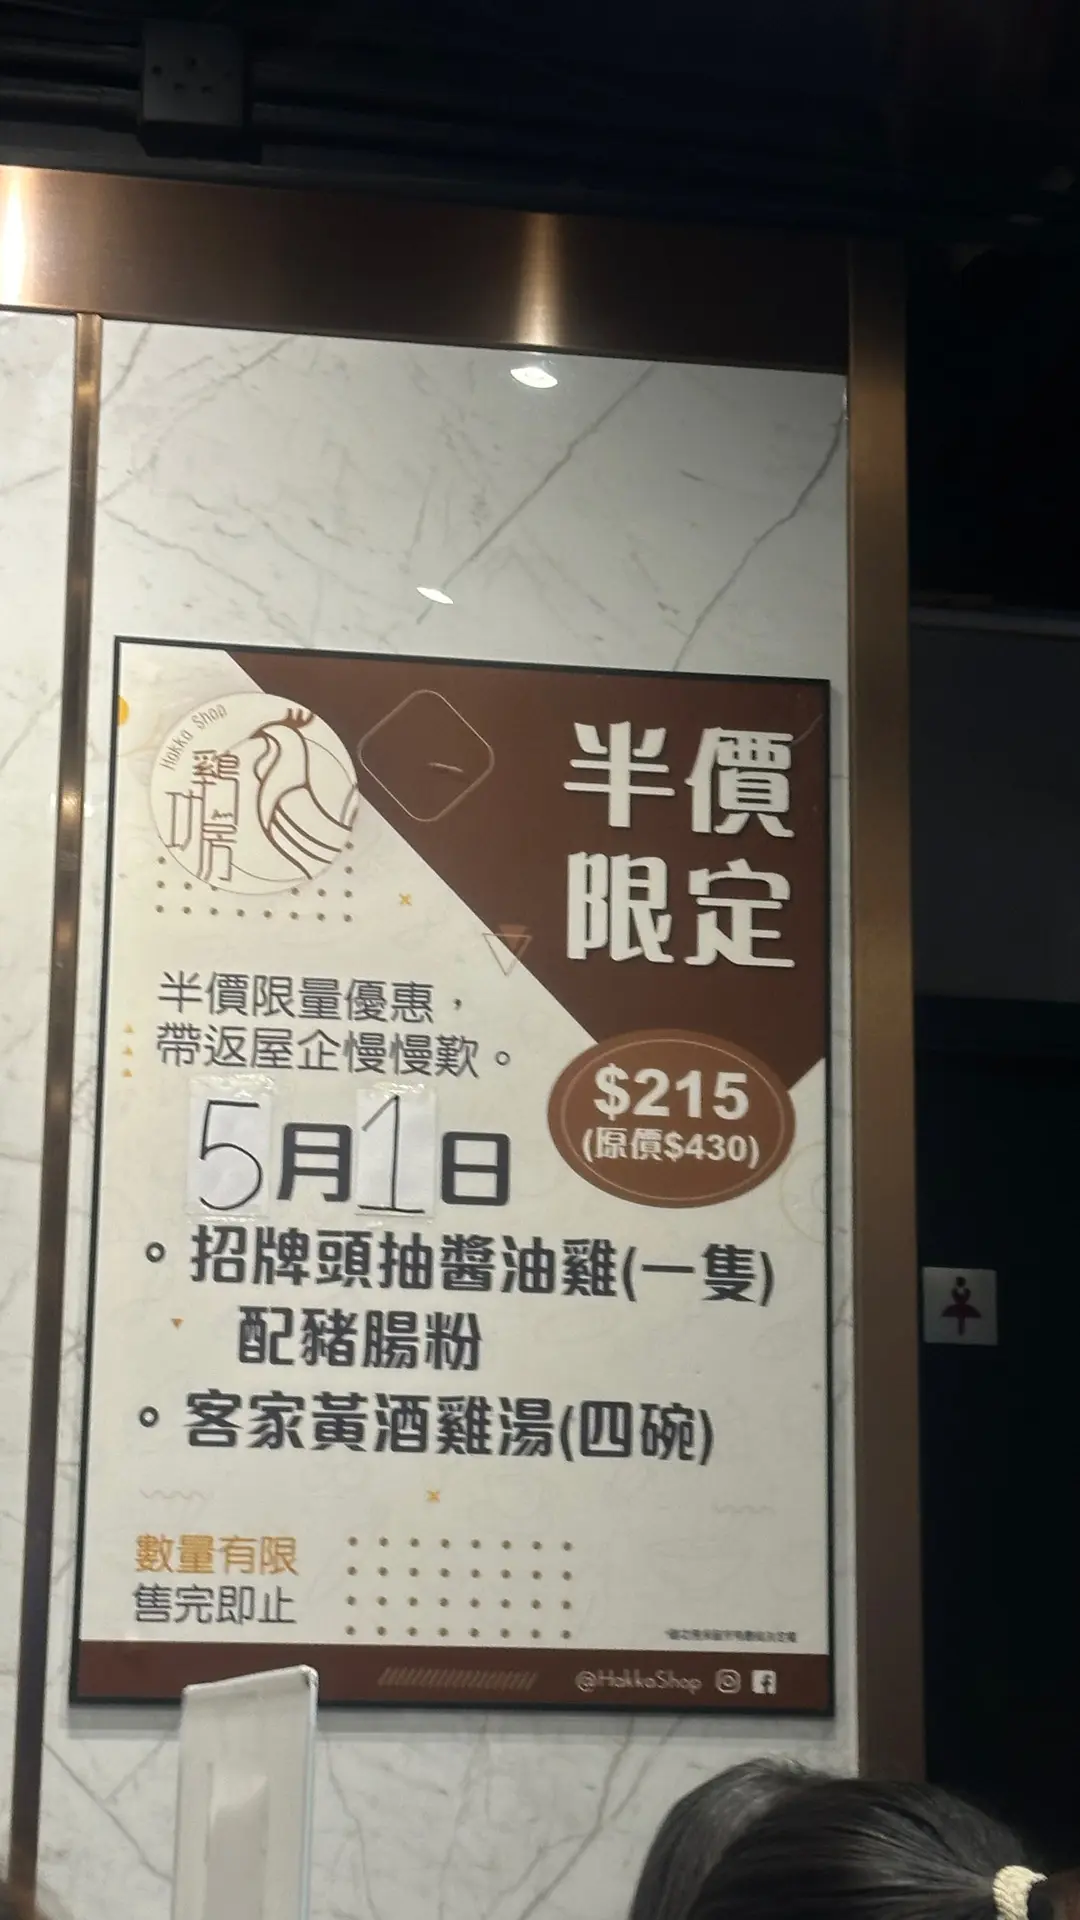 Hakka Shop
雞
功房
半價
限定
半價限量優惠，
帶返屋企慢慢歎。
$215
(原價$430)
5月1日
。招牌頭抽醬油雞(一隻)
配豬腸粉
。客家黃酒雞湯(四碗)
數量有限
售完即止
@HakkaShop